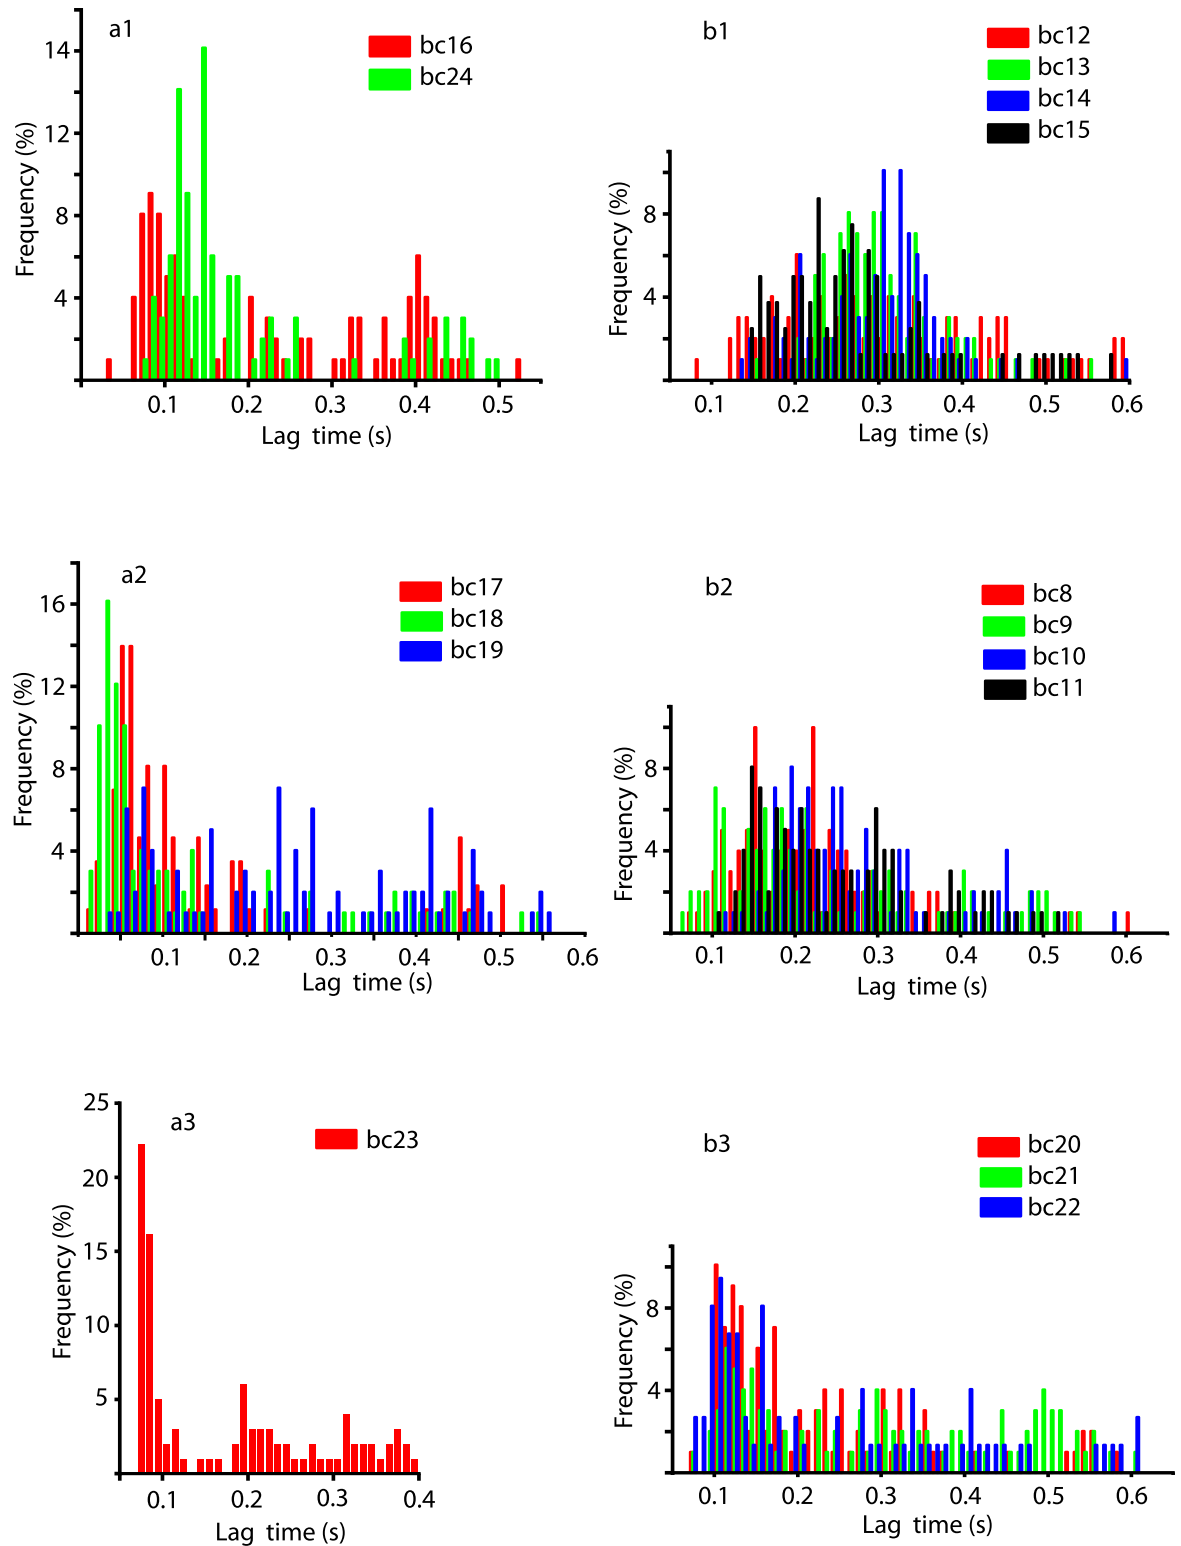 a1
bc16
bc24
14
12
8
4
Frequency (%)
0.1 0.2 0.3 0.4 0.5
Lag time (s)
b1
bc12
bc13
bc14
bc15
8
4
Frequency (%)
0.1 0.2 0.3 0.4 0.5 0.6
Lag time (s)
a2
bc17
bc18
bc19
16
12
8
4
Frequency (%)
0.1 0.2 0.3 0.4 0.5 0.6
Lag time (s)
b2
bc8
bc9
bc10
bc11
8
4
Frequency (%)
0.1 0.2 0.3 0.4 0.5 0.6
Lag time (s)
a3
bc23
25
20
15
10
5
Frequency (%)
0.1 0.2 0.3 0.4
Lag time (s)
b3
bc20
bc21
bc22
8
4
Frequency (%)
0.1 0.2 0.3 0.4 0.5 0.6
Lag time (s)